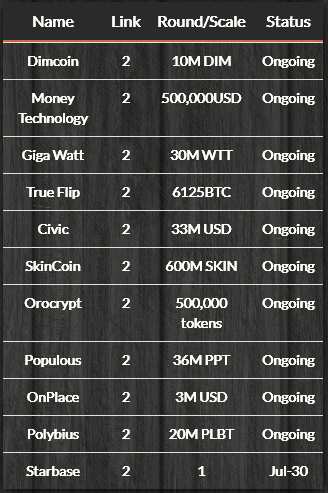 Name Link Round/Scale Status
Dimcoin 2 10M DIM Ongoing
Money Technology 2 500,000USD Ongoing
Giga Watt 2 30M WTT Ongoing
True Flip 2 6125BTC Ongoing
Civic 2 33M USD Ongoing
SkinCoin 2 600M SKIN Ongoing
Orocrypt 2 500,000 tokens Ongoing
Populous 2 36M PPT Ongoing
OnPlace 2 3M USD Ongoing
Polybius 2 20M PLBT Ongoing
Starbase 2 1 Jul-30